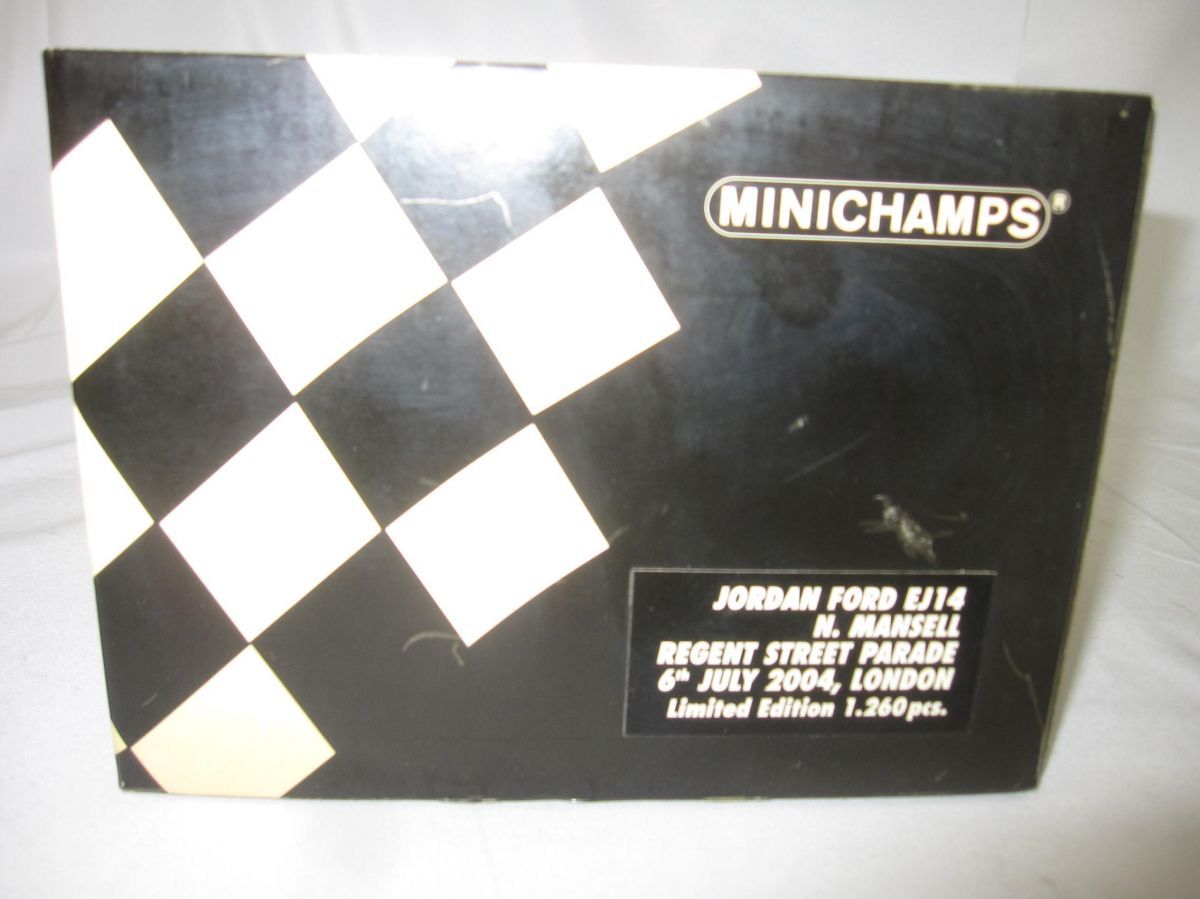 MINICHAMPS®
JORDAN FORD EJ14
N. MANSELL
REGENT STREET PARADE
6th JULY 2004, LONDON
Limited Edition 1.260 pcs.